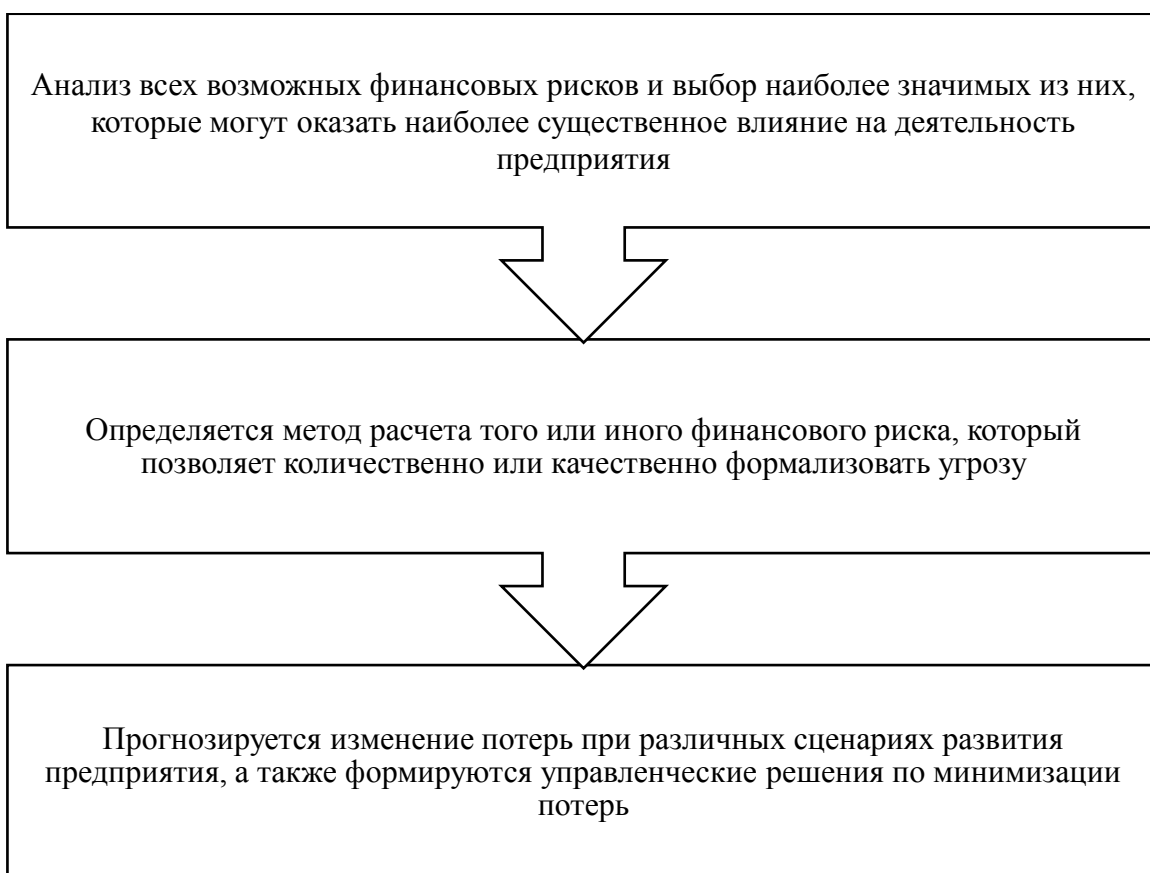 Анализ всех возможных финансовых рисков и выбор наиболее значимых из них,
которые могут оказать наиболее существенное влияние на деятельность
предприятия
Определяется метод расчета того или иного финансового риска, который
позволяет количественно или качественно формализовать угрозу
Прогнозируется изменение потерь при различных сценариях развития
предприятия, а также формируются управленческие решения по минимизации
потерь